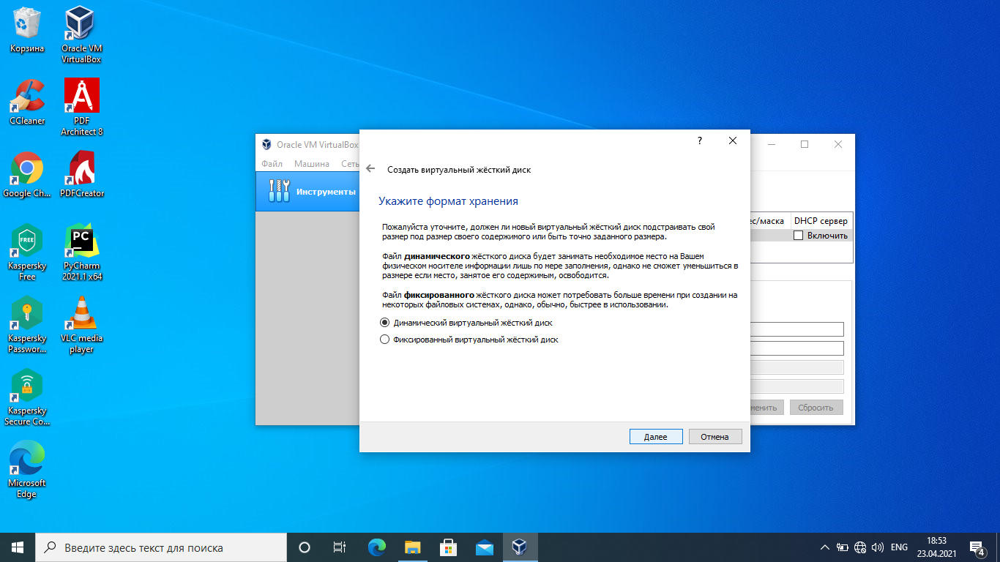 Корзина
Oracle VM
VirtualBox
CCleaner
PDF
Architect 8
Google Ch...
PDFCreator
FREE
Kaspersky
Free
PC
PyCharm
2021.1 x64
Kaspersky
Passwor...
VLC media
player
Kaspersky
Secure Co...
Microsoft
Edge
Oracle VM VirtualBox
Файл Машина Сеть
Инструменты
ес/маска DHCP сервер
Включить
менить Сбросить
?
Создать виртуальный жёсткий диск
Укажите формат хранения
Пожалуйста уточните, должен ли новый виртуальный жёсткий диск подстраивать свой
размер под размер своего содержимого или быть точно заданного размера.
Файл динамического жёсткого диска будет занимать необходимое место на Вашем
физическом носителе информации лишь по мере заполнения, однако не сможет уменьшиться в
размере если место, занятое его содержимым, освободится.
Файл фиксированного жёсткого диска может потребовать больше времени при создании на
некоторых файловых системах, однако, обычно, быстрее в использовании.
Динамический виртуальный жёсткий диск
Фиксированный виртуальный жёсткий диск
Далее Отмена
Введите здесь текст для поиска
ENG
18:53
23.04.2021
4